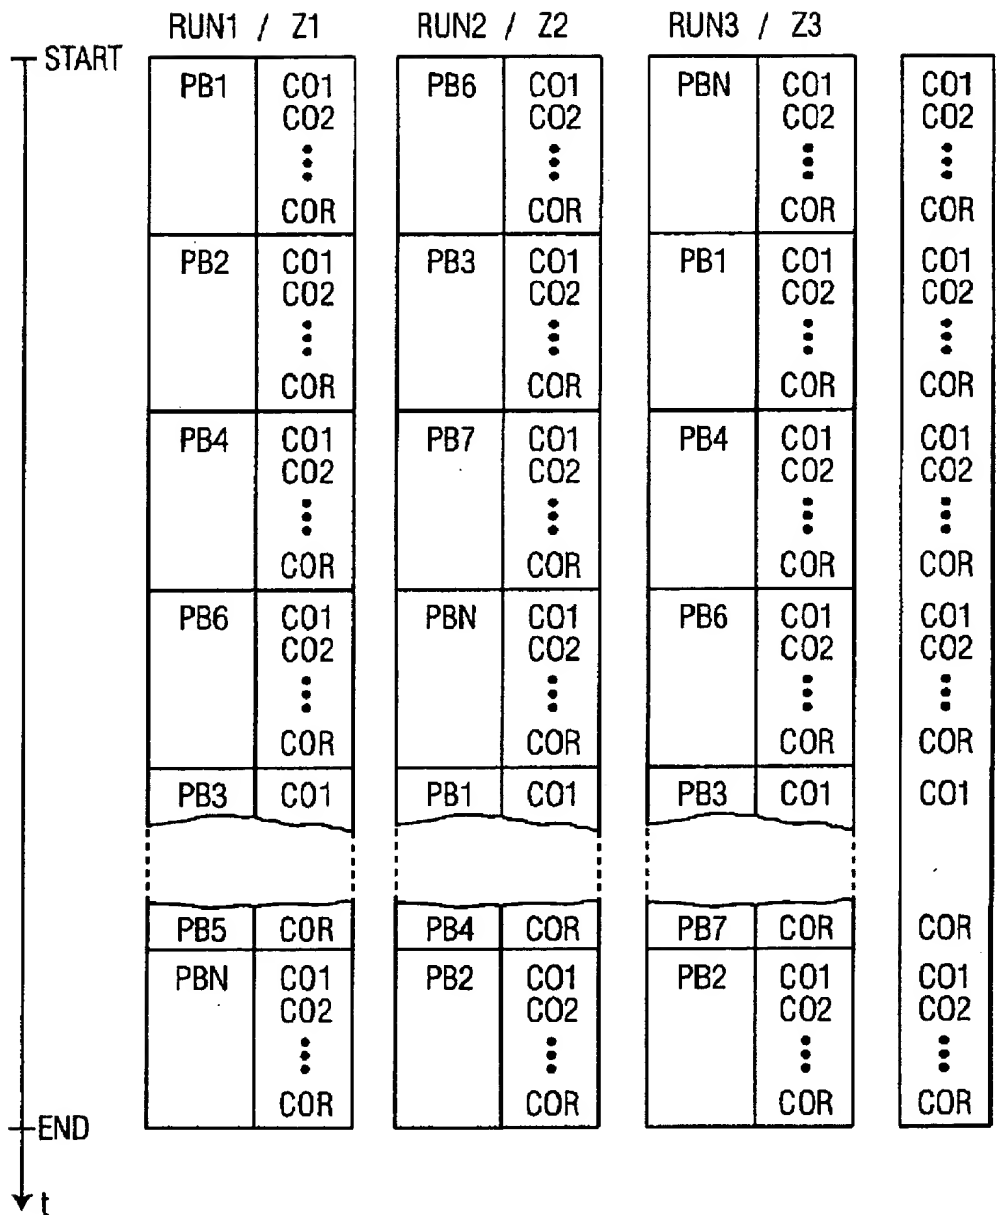 RUN1 / Z1 RUN2 / Z2 RUN3 / Z3
START
PB1 CO1 PB6 CO1 PBN CO1 CO1
CO2 CO2 CO2 CO2
COR COR COR COR
PB2 CO1 PB3 CO1 PB1 CO1 CO1
CO2 CO2 CO2 CO2
COR COR COR COR
PB4 CO1 PB7 CO1 PB4 CO1 CO1
CO2 CO2 CO2 CO2
COR COR COR COR
PB6 CO1 PBN CO1 PB6 CO1 CO1
CO2 CO2 CO2 CO2
COR COR COR COR
PB3 CO1 PB1 CO1 PB3 CO1 CO1
PB5 COR PB4 COR PB7 COR COR
PBN CO1 PB2 CO1 PB2 CO1 CO1
CO2 CO2 CO2 CO2
COR COR COR COR
END
t